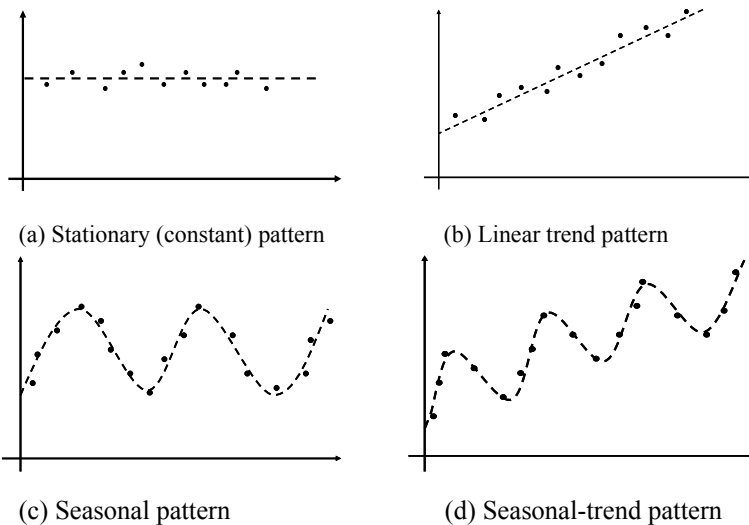 (a) Stationary (constant) pattern
(b) Linear trend pattern
(c) Seasonal pattern
(d) Seasonal-trend pattern